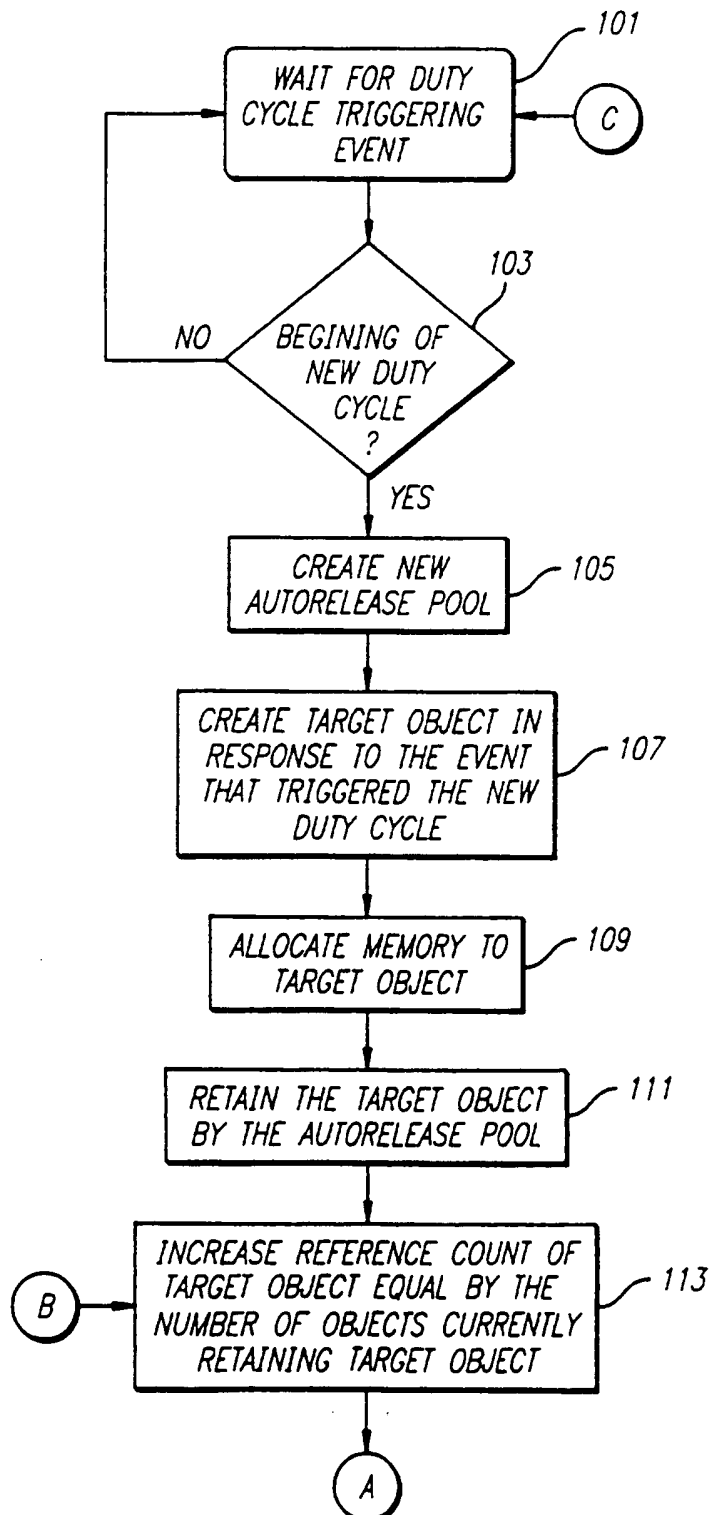 101
WAIT FOR DUTY
CYCLE TRIGGERING
EVENT
C
103
NO
BEGINING OF
NEW DUTY
CYCLE
?
YES
CREATE NEW
AUTORELEASE POOL
105
CREATE TARGET OBJECT IN
RESPONSE TO THE EVENT
THAT TRIGGERED THE NEW
DUTY CYCLE
107
ALLOCATE MEMORY TO
TARGET OBJECT
109
RETAIN THE TARGET OBJECT
BY THE AUTORELEASE POOL
111
INCREASE REFERENCE COUNT OF
TARGET OBJECT EQUAL BY THE
NUMBER OF OBJECTS CURRENTLY
RETAINING TARGET OBJECT
113
B
A